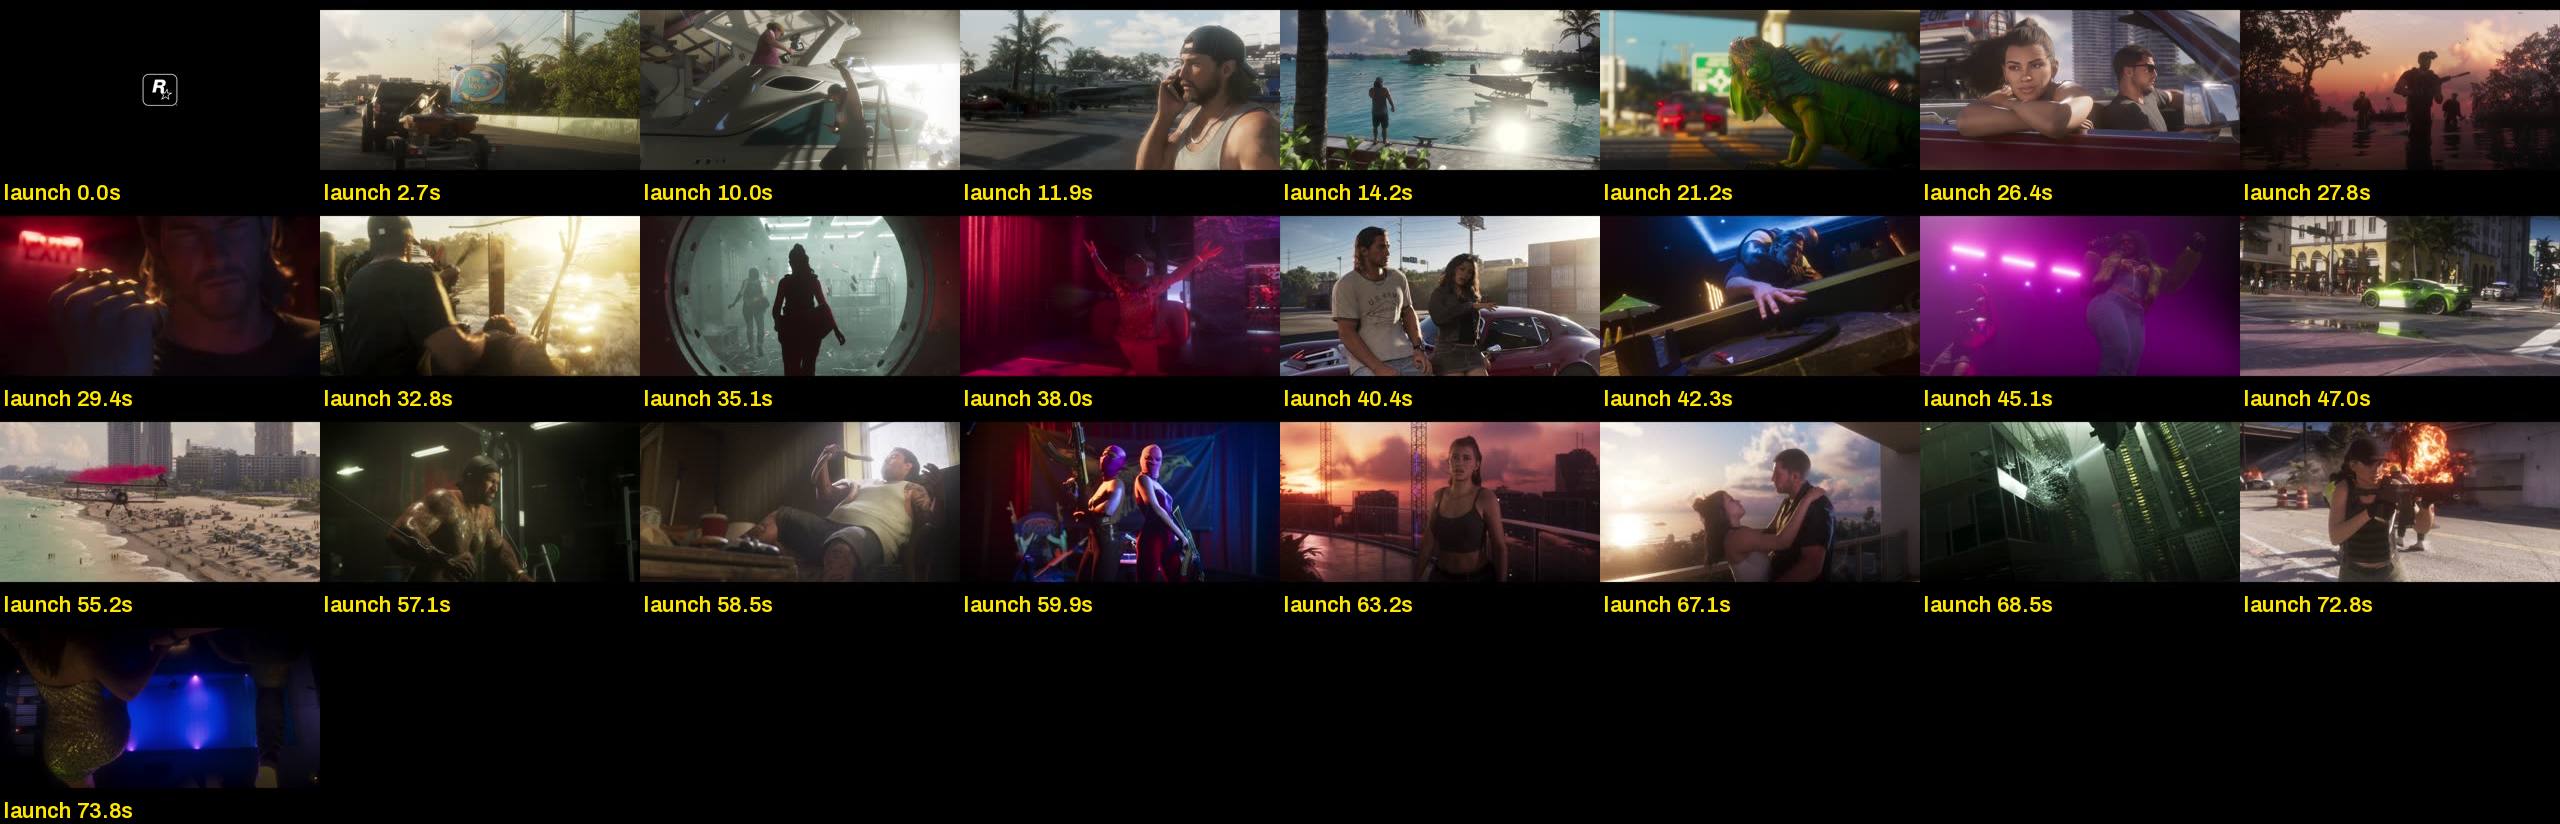 R
launch 0.0s
launch 2.7s
launch 10.0s
launch 11.9s
launch 14.2s
launch 21.2s
launch 26.4s
launch 27.8s
EXIT
launch 29.4s
launch 32.8s
launch 35.1s
launch 38.0s
launch 40.4s
launch 42.3s
launch 45.1s
launch 47.0s
launch 55.2s
launch 57.1s
launch 58.5s
launch 59.9s
launch 63.2s
launch 67.1s
launch 68.5s
launch 72.8s
launch 73.8s